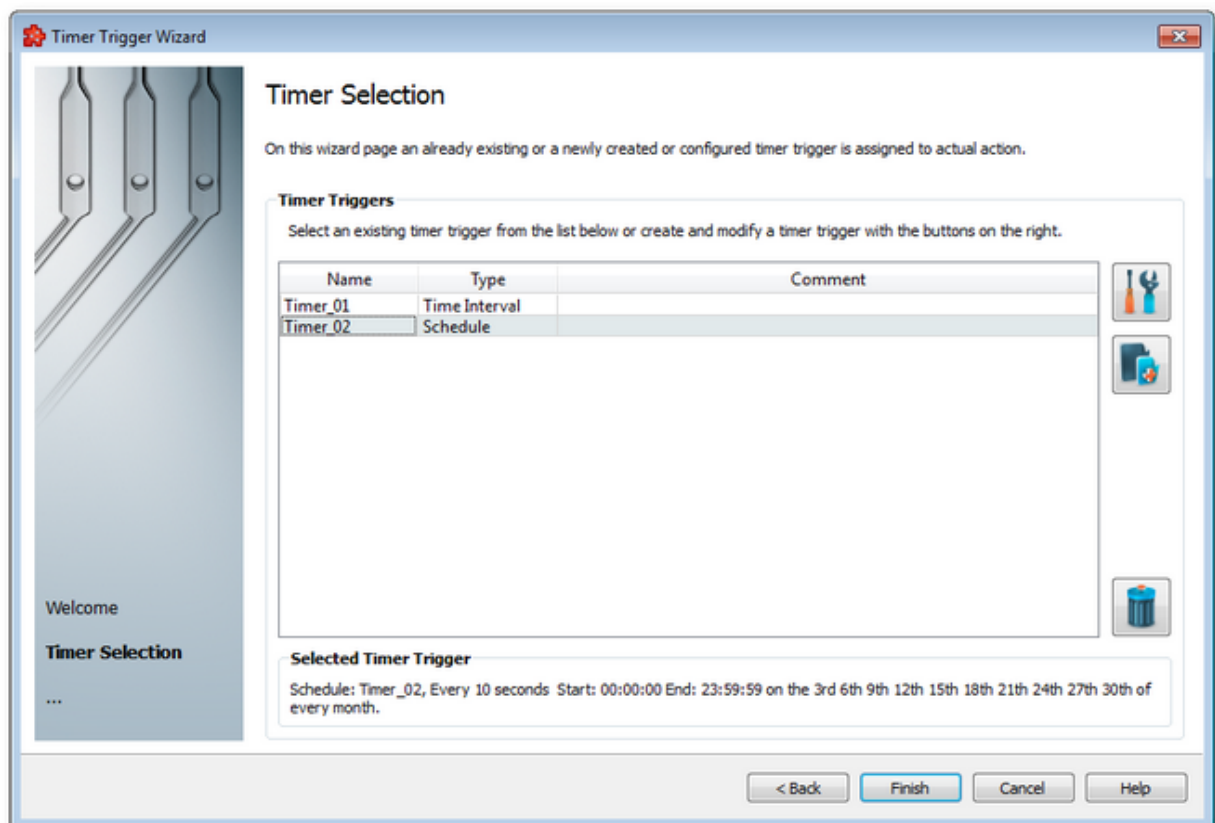 Timer Trigger Wizard
Timer Selection
On this wizard page an already existing or a newly created or configured timer trigger is assigned to actual action.
Timer Triggers
Select an existing timer trigger from the list below or create and modify a timer trigger with the buttons on the right.
Name Type Comment
Timer_01 Time Interval
Timer_02 Schedule
Welcome
Timer Selection
...
Selected Timer Trigger
Schedule: Timer_02, Every 10 seconds Start: 00:00:00 End: 23:59:59 on the 3rd 6th 9th 12th 15th 18th 21th 24th 27th 30th of
every month.
< Back Finish Cancel Help